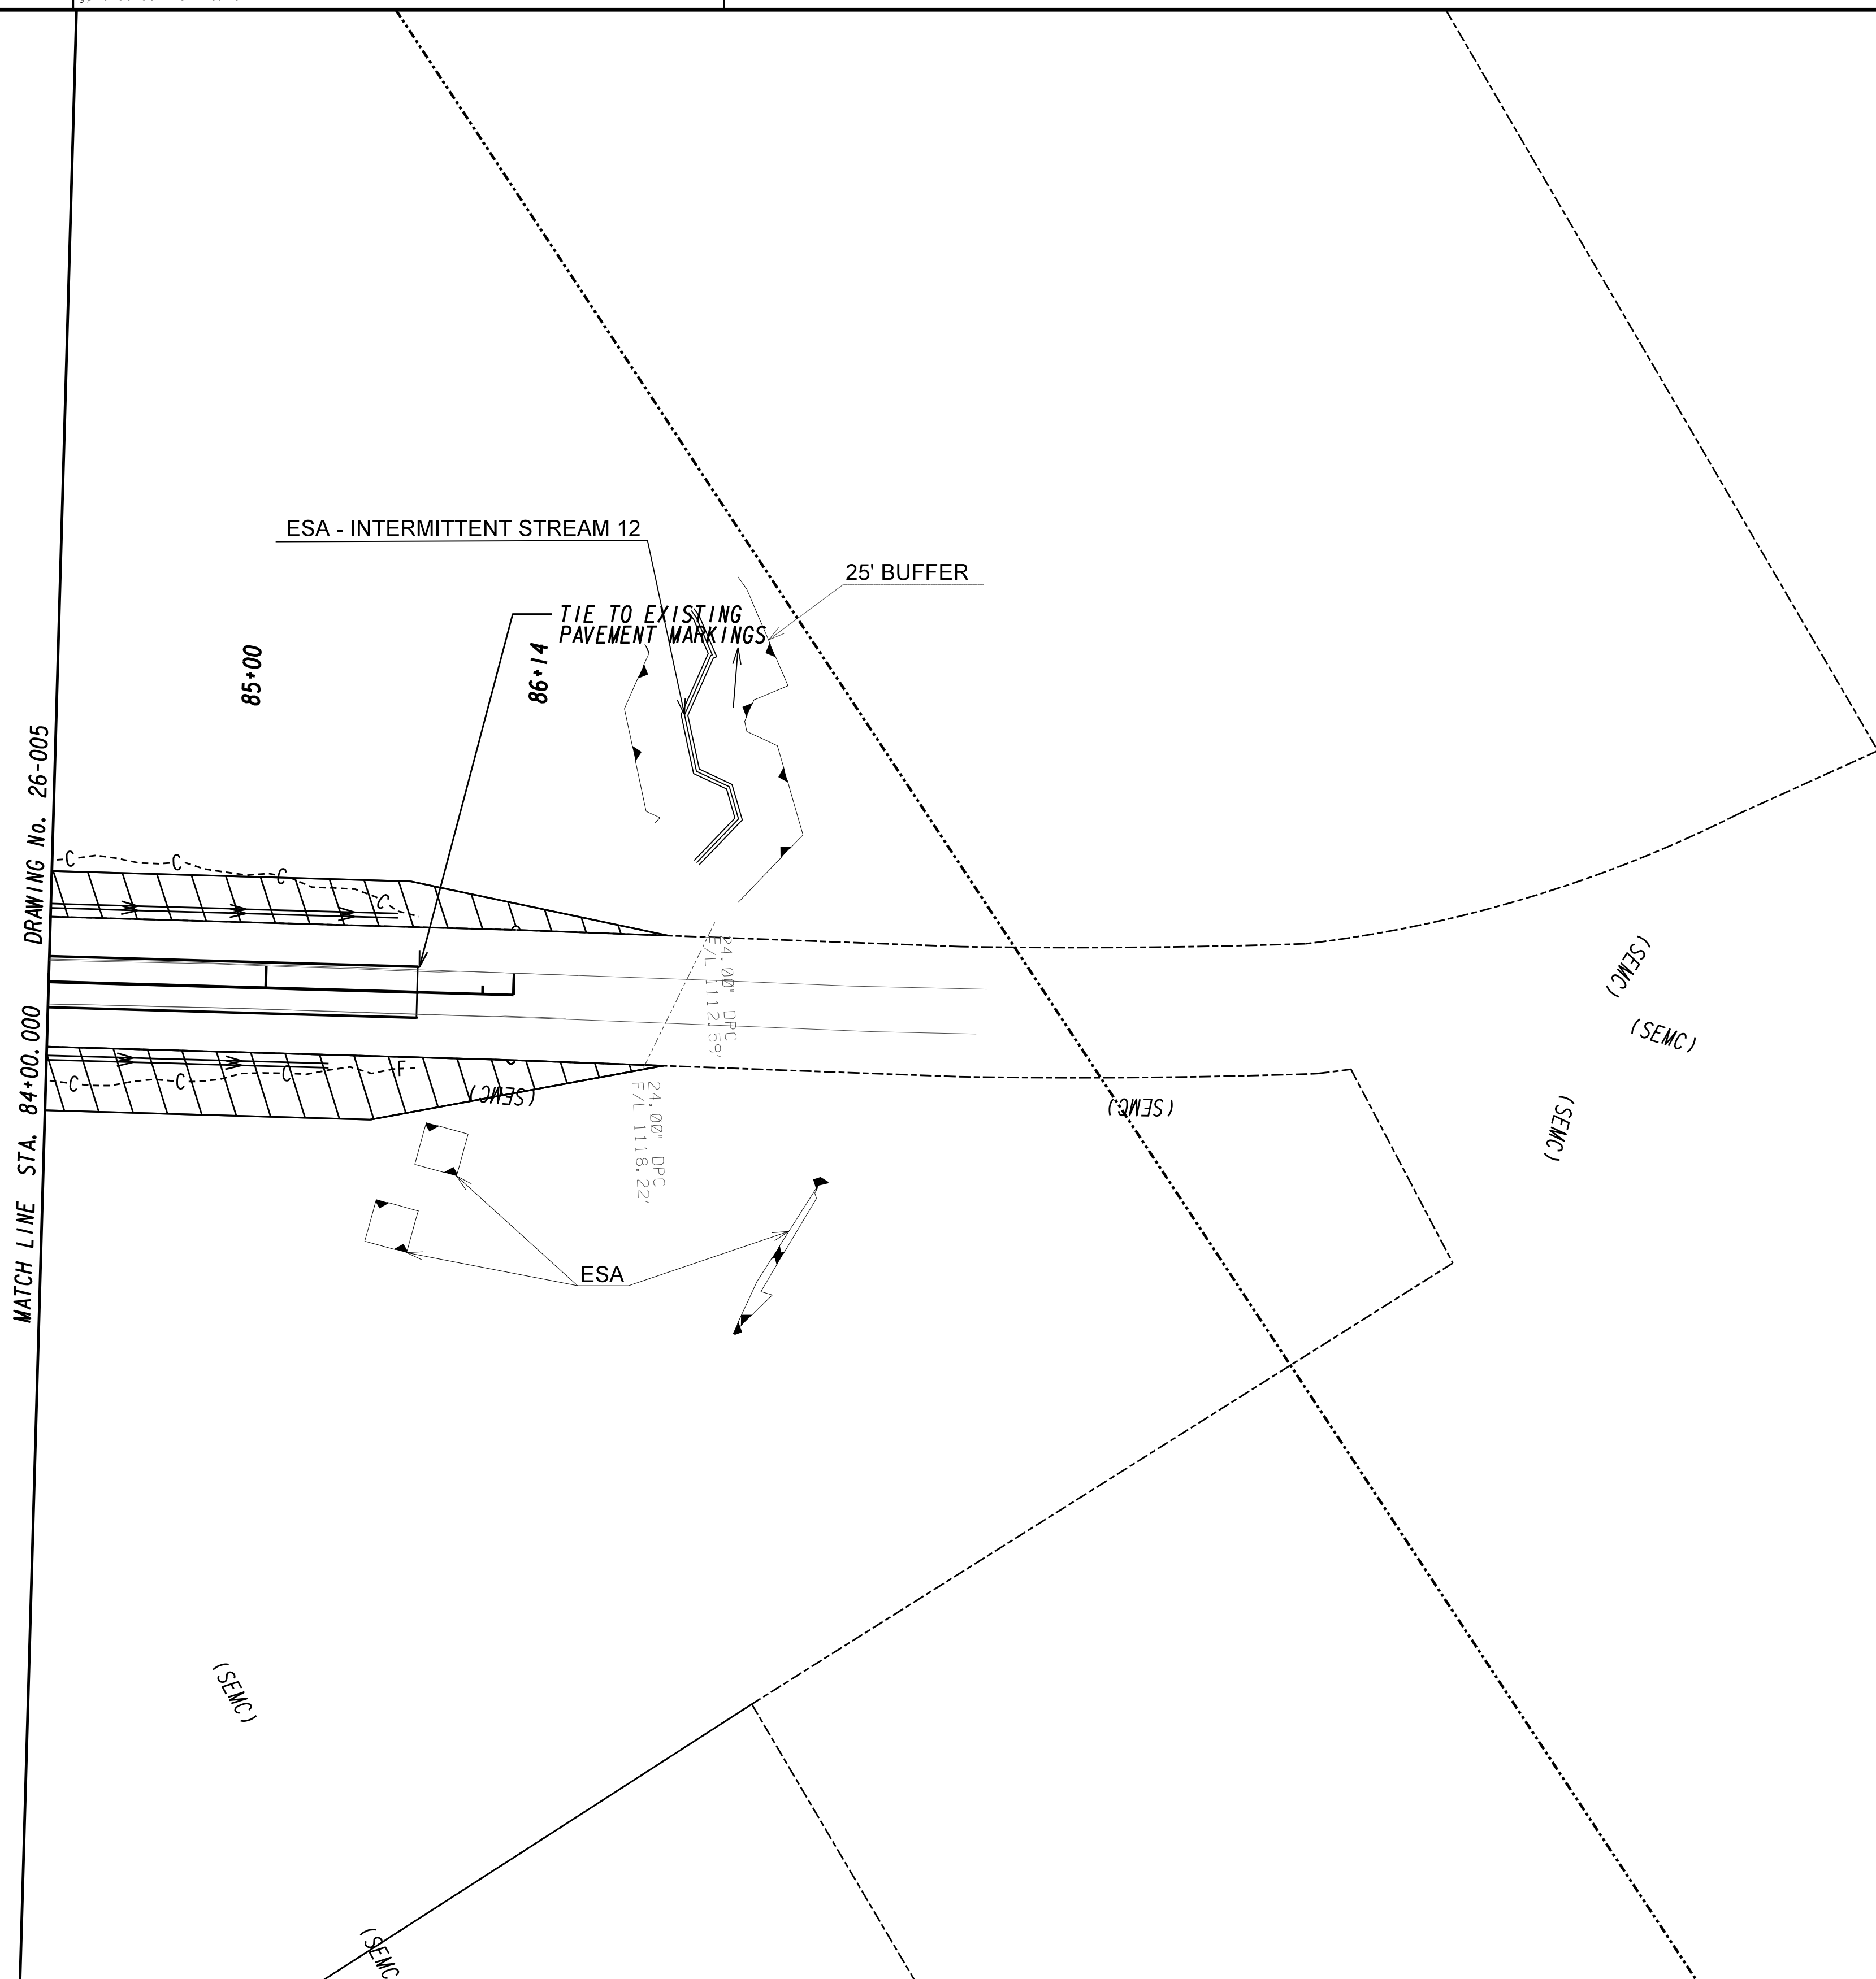 ESA - INTERMITTENT STREAM 12
25' BUFFER
TIE TO EXISTING
PAVEMENT MARKINGS
85+00
86+14
MATCH LINE STA. 84+00.000 DRAWING No. 26-005
C
C
C
C
24.00" DPC
F/L 1112.59'
C
C
C
F
(SEMC)
24.00" DPC
F/L 1118.22'
(SEMC)
(SEMC)
(SEMC)
(SEMC)
ESA
(SEMC)
(SEMC